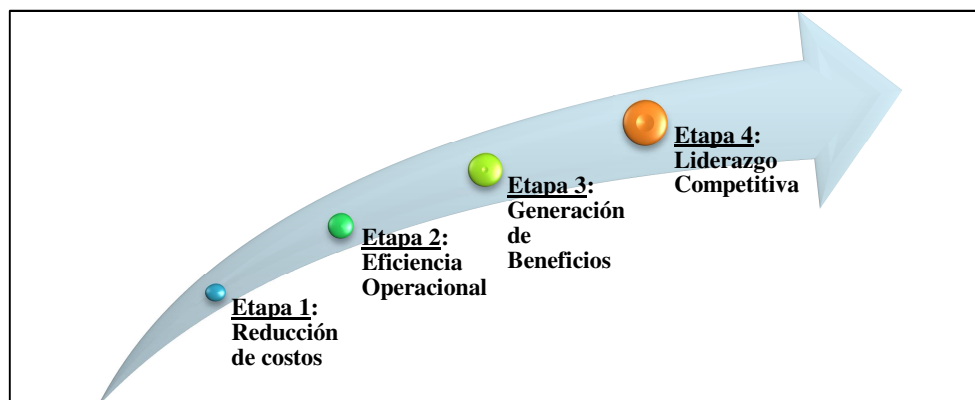 Etapa 1:
Reducción
de costos
Etapa 2:
Eficiencia
Operacional
Etapa 3:
Generación
de
Beneficios
Etapa 4:
Liderazgo
Competitiva